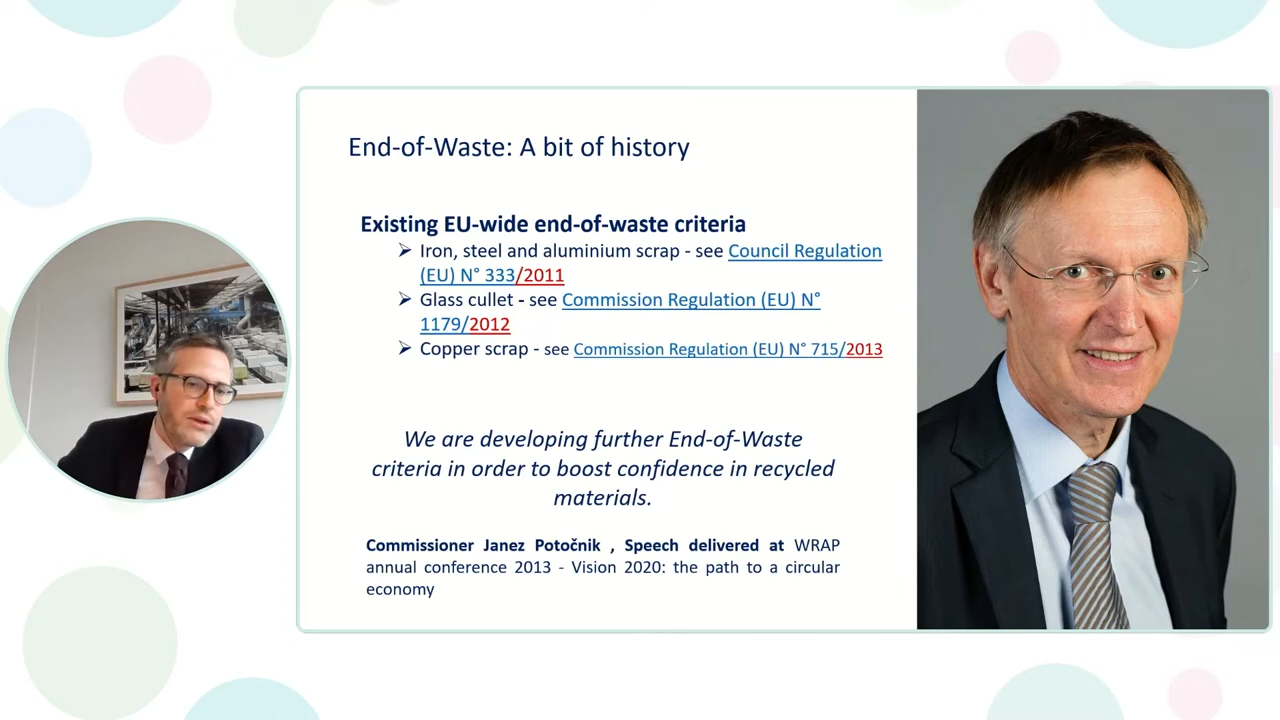 End-of-Waste: A bit of history
Existing EU-wide end-of-waste criteria
➢ Iron, steel and aluminium scrap - see Council Regulation
(EU) N° 333/2011
➢ Glass cullet - see Commission Regulation (EU) N°
1179/2012
➢ Copper scrap - see Commission Regulation (EU) N° 715/2013
We are developing further End-of-Waste
criteria in order to boost confidence in recycled
materials.
Commissioner Janez Potočnik , Speech delivered at WRAP
annual conference 2013 - Vision 2020: the path to a circular
economy